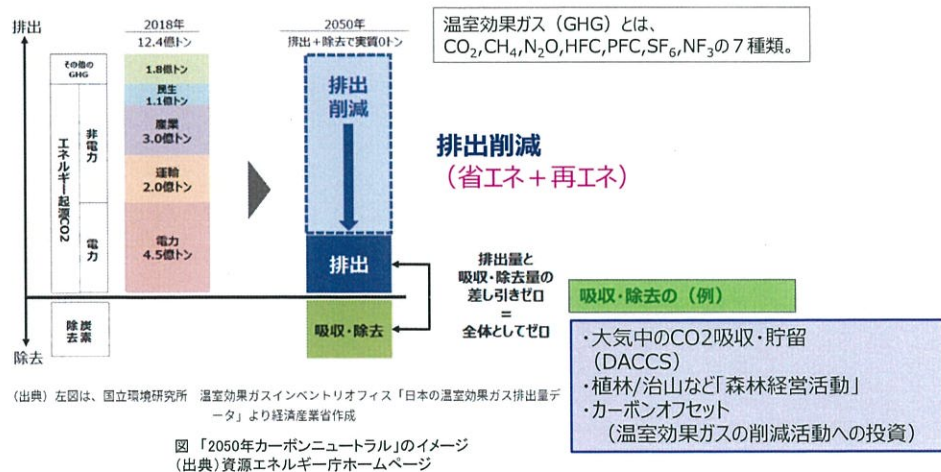 排出
2018年
12.4億トン
2050年
排出+除去で実質0トン
温室効果ガス(GHG)とは、
CO2,CH4,N2O,HFC,PFC,SF6,NF3の7種類。
その他の
GHG
1.8億トン
民生
1.1億トン
産業
3.0億トン
運輸
2.0億トン
電力
4.5億トン
エネルギー起源CO2
非電力
電力
排出
削減
排出
吸収・除去
排出削減
(省エネ+再エネ)
排出量と
吸収・除去量の
差し引きゼロ
=
全体としてゼロ
炭素
除去
除去
吸収・除去の(例)
・大気中のCO2吸収・貯留
(DACCS)
・植林/治山など「森林経営活動」
・カーボンオフセット
(温室効果ガスの削減活動への投資)
(出典)左図は、国立環境研究所 温室効果ガスインベントリオフィス「日本の温室効果ガス排出量デ
ータ」より経済産業省作成
図 「2050年カーボンニュートラル」のイメージ
(出典)資源エネルギー庁ホームページ